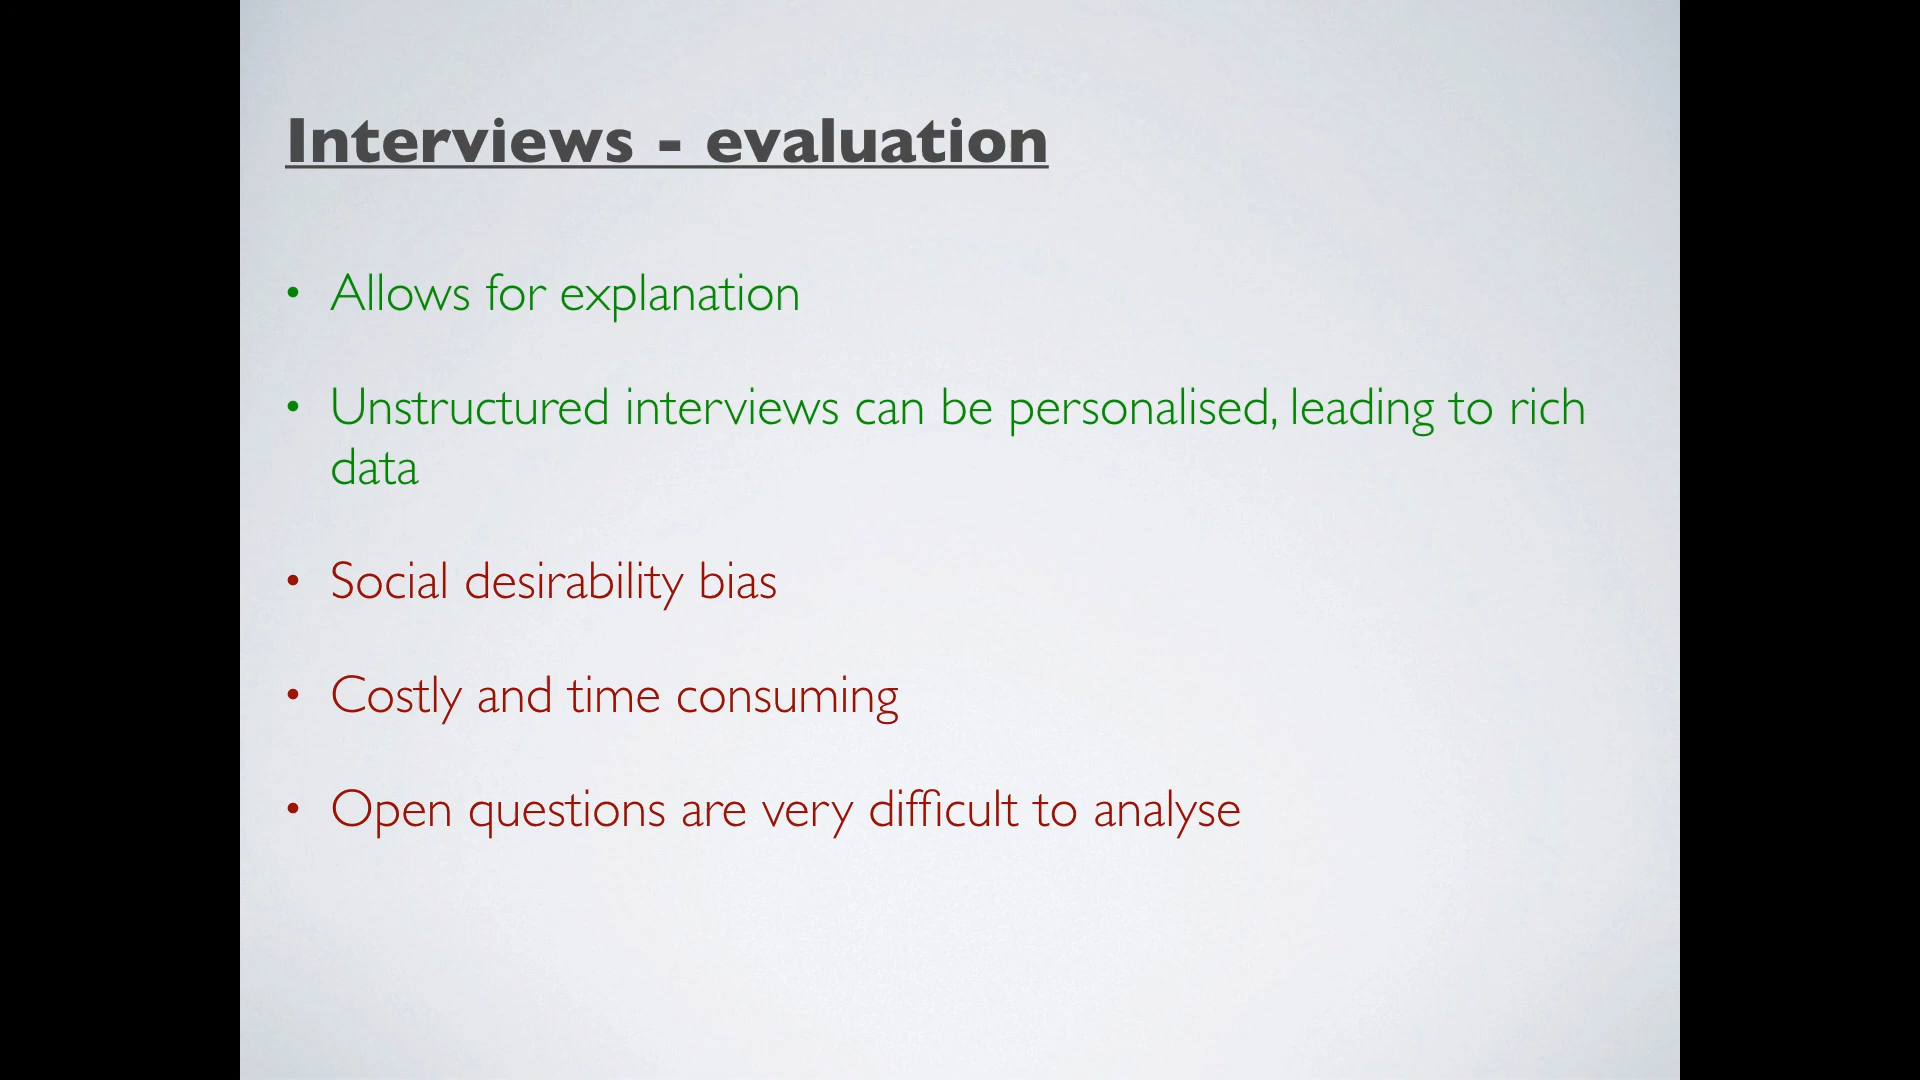 Interviews - evaluation
• Allows for explanation
• Unstructured interviews can be personalised, leading to rich
data
• Social desirability bias
• Costly and time consuming
• Open questions are very difficult to analyse